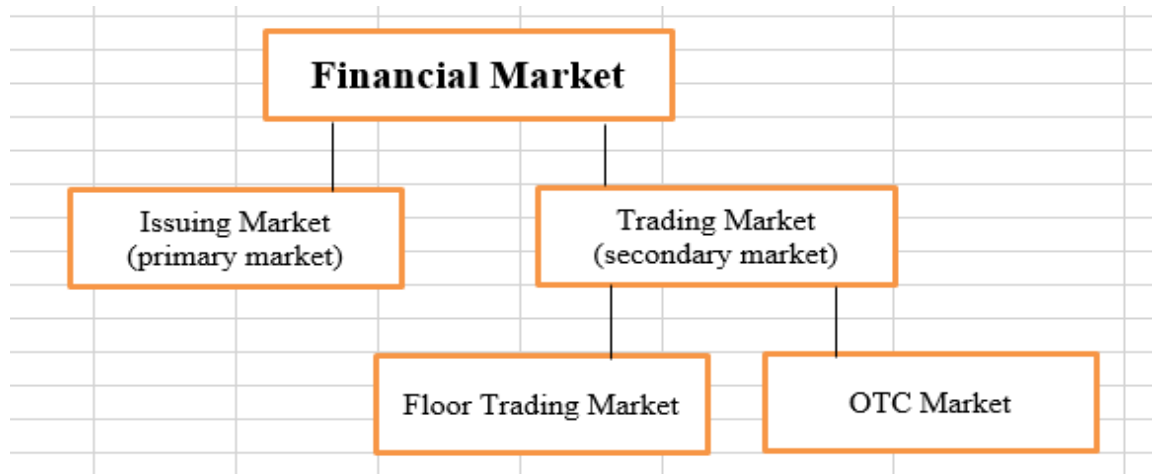 Financial Market
Issuing Market
(primary market)
Trading Market
(secondary market)
Floor Trading Market
OTC Market